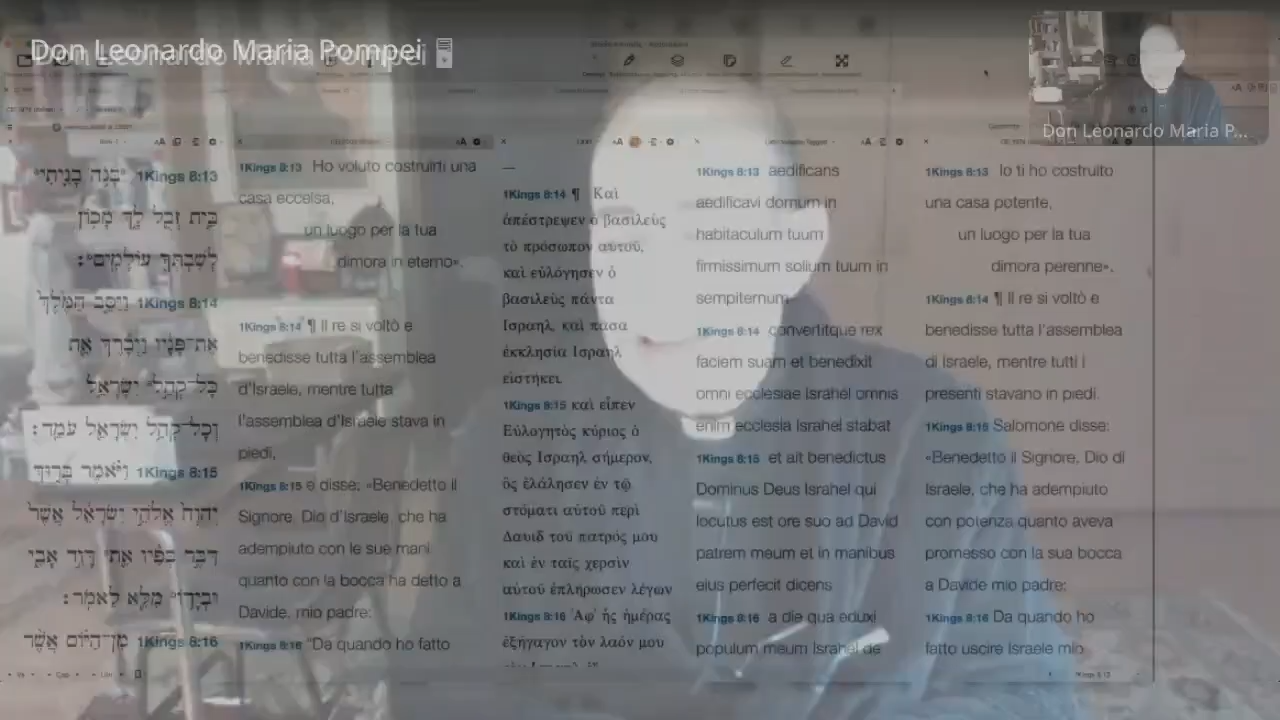 Don Leonardo Maria Pompei
Don Leonardo Maria P...
1Kings 8:13 יבָּנֹה בָנִיתִי
בֵּית זְבֻל לָךְ מָכוֹן
לְשִׁבְתְּךָ עוֹלָמִים׃
1Kings 8:14 וַיַּסֵּב הַמֶּלֶךְ
אֶת־פָּנָיו וַיְבָרֶךְ אֵת
כָּל־קְהַל יִשְׂרָאֵל
וְכָל־קְהַל יִשְׂרָאֵל עֹמֵד׃
1Kings 8:15 וַיֹּאמֶר בָּרוּךְ
יְהוָה אֱלֹהֵי יִשְׂרָאֵל אֲשֶׁר
דִּבֶּר בְּפִיו אֵת דָּוִד אָבִי
וּבְיָדוֹ מִלֵּא לֵאמֹר׃
1Kings 8:16 מִן־הַיּוֹם אֲשֶׁר
1Kings 8:13 Ho voluto costruirti una
casa eccelsa,
un luogo per la tua
dimora in eterno».
1Kings 8:14 ¶ Il re si voltò e
benedisse tutta l'assemblea
d'Israele, mentre tutta
l'assemblea d'Israele stava in
piedi,
1Kings 8:15 e disse: «Benedetto il
Signore, Dio d'Israele, che ha
adempiuto con le sue mani
quanto con la bocca ha detto a
Davide, mio padre:
1Kings 8:16 "Da quando ho fatto
—
1Kings 8:14 ¶ Καὶ
ἀπέστρεψεν ὁ βασιλεὺς
τὸ πρόσωπον αὐτοῦ,
καὶ εὐλόγησεν ὁ
βασιλεὺς πάντα
Ισραηλ, καὶ πᾶσα
ἐκκλησία Ισραηλ
εἱστήκει.
1Kings 8:15 καὶ εἶπεν
Εὐλογητὸς κύριος ὁ
θεὸς Ισραηλ σήμερον,
ὃς ἐλάλησεν ἐν τῷ
στόματι αὐτοῦ περὶ
Δαυιδ τοῦ πατρός μου
καὶ ἐν ταῖς χερσὶν
αὐτοῦ ἐπλήρωσεν λέγων
1Kings 8:16 Ἀφ᾽ ἧς ἡμέρας
ἐξήγαγον τὸν λαόν μου
1Kings 8:13 aedificans
aedificavi domum in
habitaculum tuum
firmissimum solium tuum in
sempiternum
1Kings 8:14 convertitque rex
faciem suam et benedixit
omni ecclesiae Israhel omnis
enim ecclesia Israhel stabat
1Kings 8:15 et ait benedictus
Dominus Deus Israhel qui
locutus est ore suo ad David
patrem meum et in manibus
eius perfecit dicens
1Kings 8:16 a die qua eduxi
populum meum Israhel de
1Kings 8:13 Io ti ho costruito
una casa potente,
un luogo per la tua
dimora perenne».
1Kings 8:14 ¶ Il re si voltò e
benedisse tutta l'assemblea
di Israele, mentre tutti i
presenti stavano in piedi.
1Kings 8:15 Salomone disse:
«Benedetto il Signore, Dio di
Israele, che ha adempiuto
con potenza quanto aveva
promesso con la sua bocca
a Davide mio padre:
1Kings 8:16 Da quando ho
fatto uscire Israele mio